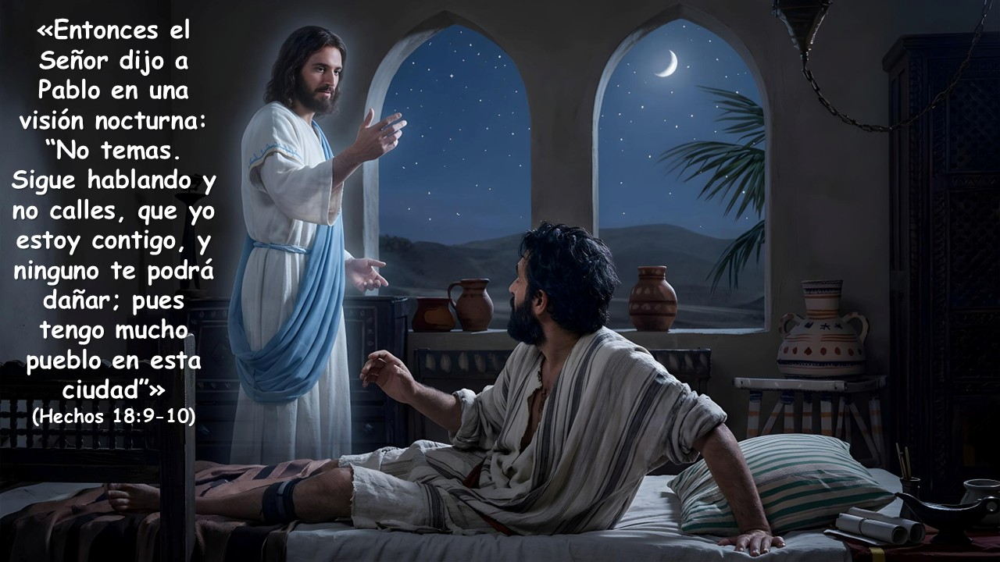 «Entonces el
Señor dijo a
Pablo en una
visión nocturna:
“No temas.
Sigue hablando y
no calles, que yo
estoy contigo, y
ninguno te podrá
dañar; pues
tengo mucho
pueblo en esta
ciudad”»
(Hechos 18:9-10)